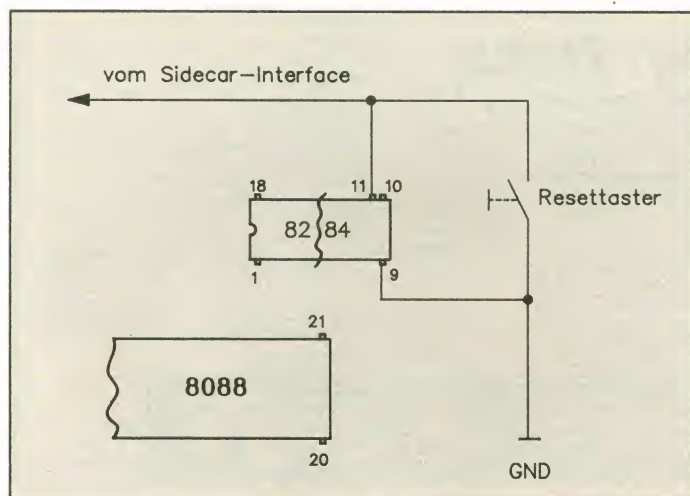 vom Sidecar-Interface
18
11 10
82 84
Resettaster
1
9
21
8088
20
GND